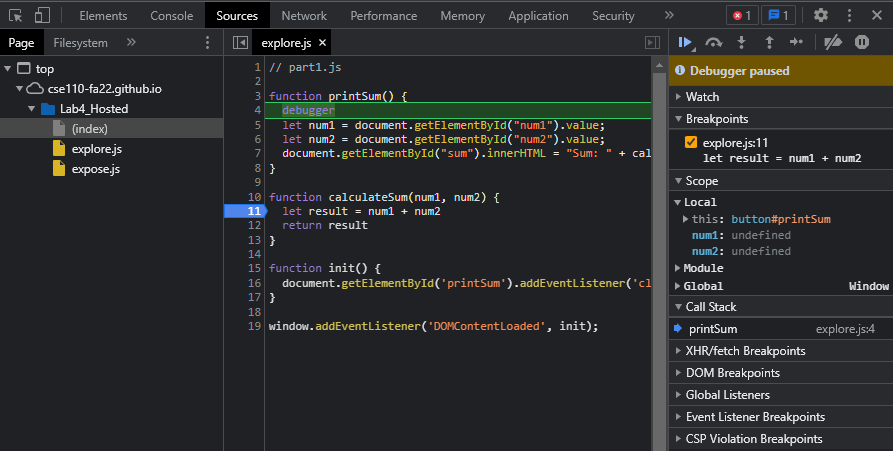 Elements Console Sources Network Performance Memory Application Security 1 1
Page Filesystem
top
cse110-fa22.github.io
Lab4_Hosted
(index)
explore.js
expose.js
explore.js
1 // part1.js
2
3 function printSum() {
4 debugger
5 let num1 = document.getElementById("num1").value;
6 let num2 = document.getElementById("num2").value;
7 document.getElementById("sum").innerHTML = "Sum: " + cal
8 }
9
10 function calculateSum(num1, num2) {
11 let result = num1 + num2
12 return result
13 }
14
15 function init() {
16 document.getElementById('printSum').addEventListener('cl
17 }
18
19 window.addEventListener('DOMContentLoaded', init);
Debugger paused
Watch
Breakpoints
explore.js:11
let result = num1 + num2
Scope
Local
this: button#printSum
num1: undefined
num2: undefined
Module
Global Window
Call Stack
printSum explore.js:4
XHR/fetch Breakpoints
DOM Breakpoints
Global Listeners
Event Listener Breakpoints
CSP Violation Breakpoints